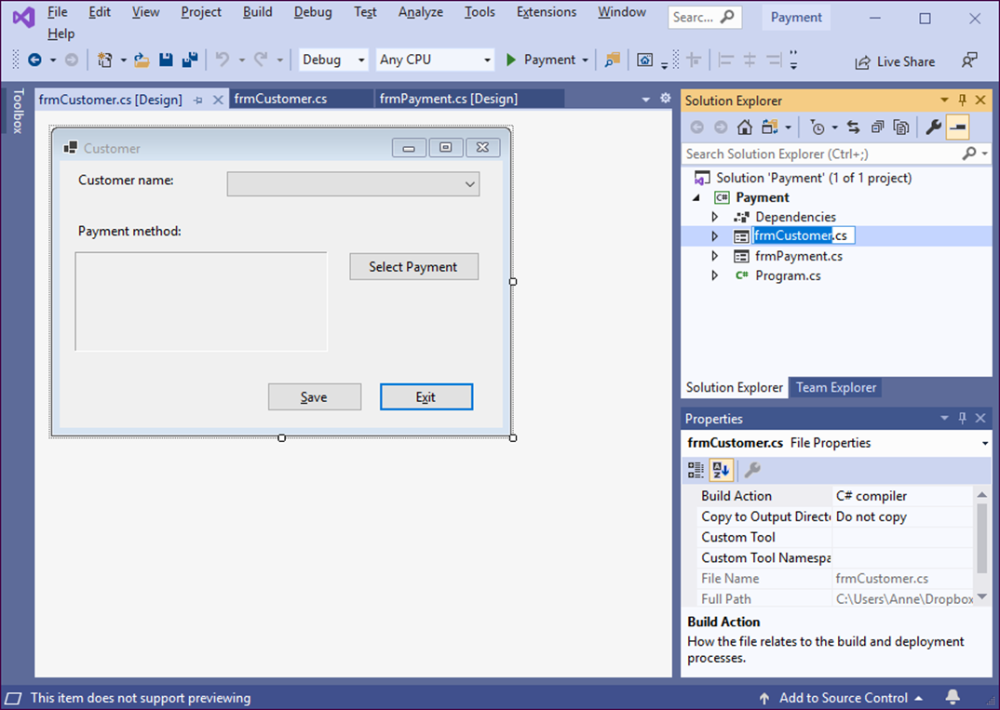 File Edit View Project Build Debug Test Analyze Tools Extensions Window Searc... Payment
Help
Debug Any CPU Payment Live Share
Toolbox
frmCustomer.cs [Design] frmCustomer.cs frmPayment.cs [Design]
Customer
Customer name:
Payment method:
Select Payment
Save Exit
Solution Explorer
Search Solution Explorer (Ctrl+;)
Solution 'Payment' (1 of 1 project)
C# Payment
Dependencies
frmCustomer.cs
frmPayment.cs
C# Program.cs
Solution Explorer Team Explorer
Properties
frmCustomer.cs File Properties
Build Action C# compiler
Copy to Output Directo Do not copy
Custom Tool
Custom Tool Namespa
File Name frmCustomer.cs
Full Path C:\Users\Anne\Dropbox
Build Action
How the file relates to the build and deployment
processes.
This item does not support previewing Add to Source Control